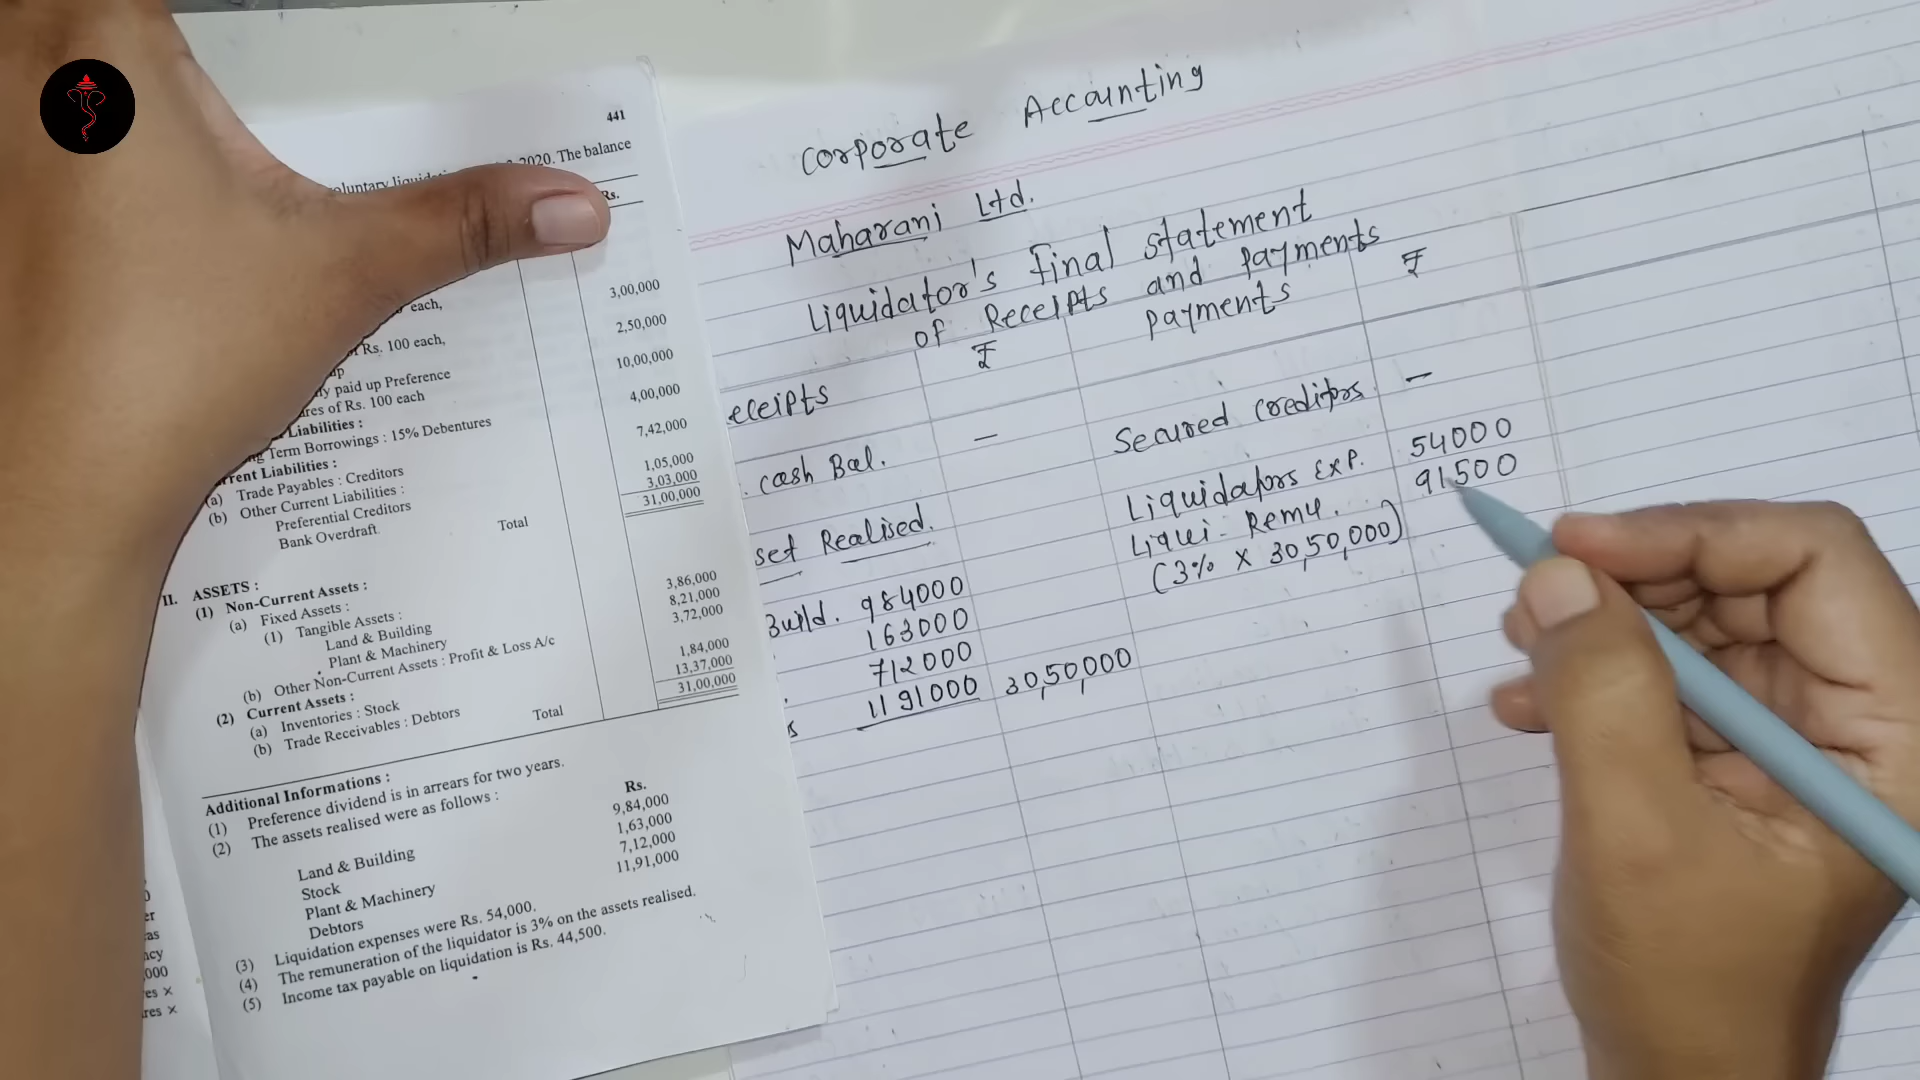 441
2020. The balance
Rs.
3,00,000
each,
2,50,000
Rs. 100 each,
10,00,000
paid up Preference
4,00,000
of Rs. 100 each
Liabilities :
Term Borrowings : 15% Debentures
7,42,000
Liabilities :
(a) Trade Payables : Creditors
1,05,000
(b) Other Current Liabilities :
3,03,000
Preferential Creditors
31,00,000
Bank Overdraft
Total
II. ASSETS :
(1) Non-Current Assets :
(a) Fixed Assets :
(1) Tangible Assets :
Land & Building
3,86,000
Plant & Machinery
8,21,000
(b) Other Non-Current Assets : Profit & Loss A/c
3,72,000
(2) Current Assets :
(a) Inventories : Stock
1,84,000
(b) Trade Receivables : Debtors
13,37,000
Total
31,00,000
Additional Informations :
(1) Preference dividend is in arrears for two years.
(2) The assets realised were as follows :
Rs.
Land & Building
9,84,000
Stock
1,63,000
Plant & Machinery
7,12,000
Debtors
11,91,000
(3) Liquidation expenses were Rs. 54,000.
(4) The remuneration of the liquidator is 3% on the assets realised.
(5) Income tax payable on liquidation is Rs. 44,500.
Corporate Accounting
Maharani Ltd.
Liquidator's Final Statement
of Receipts and payments
₹ payments ₹
cash Bal. — Secured creditors. —
Liquidators Exp. 54000
Realised. Liqui. Remu. 91500
(3% X 30,50,000)
Build. 984000
163000
712000
1191000 30,50,000